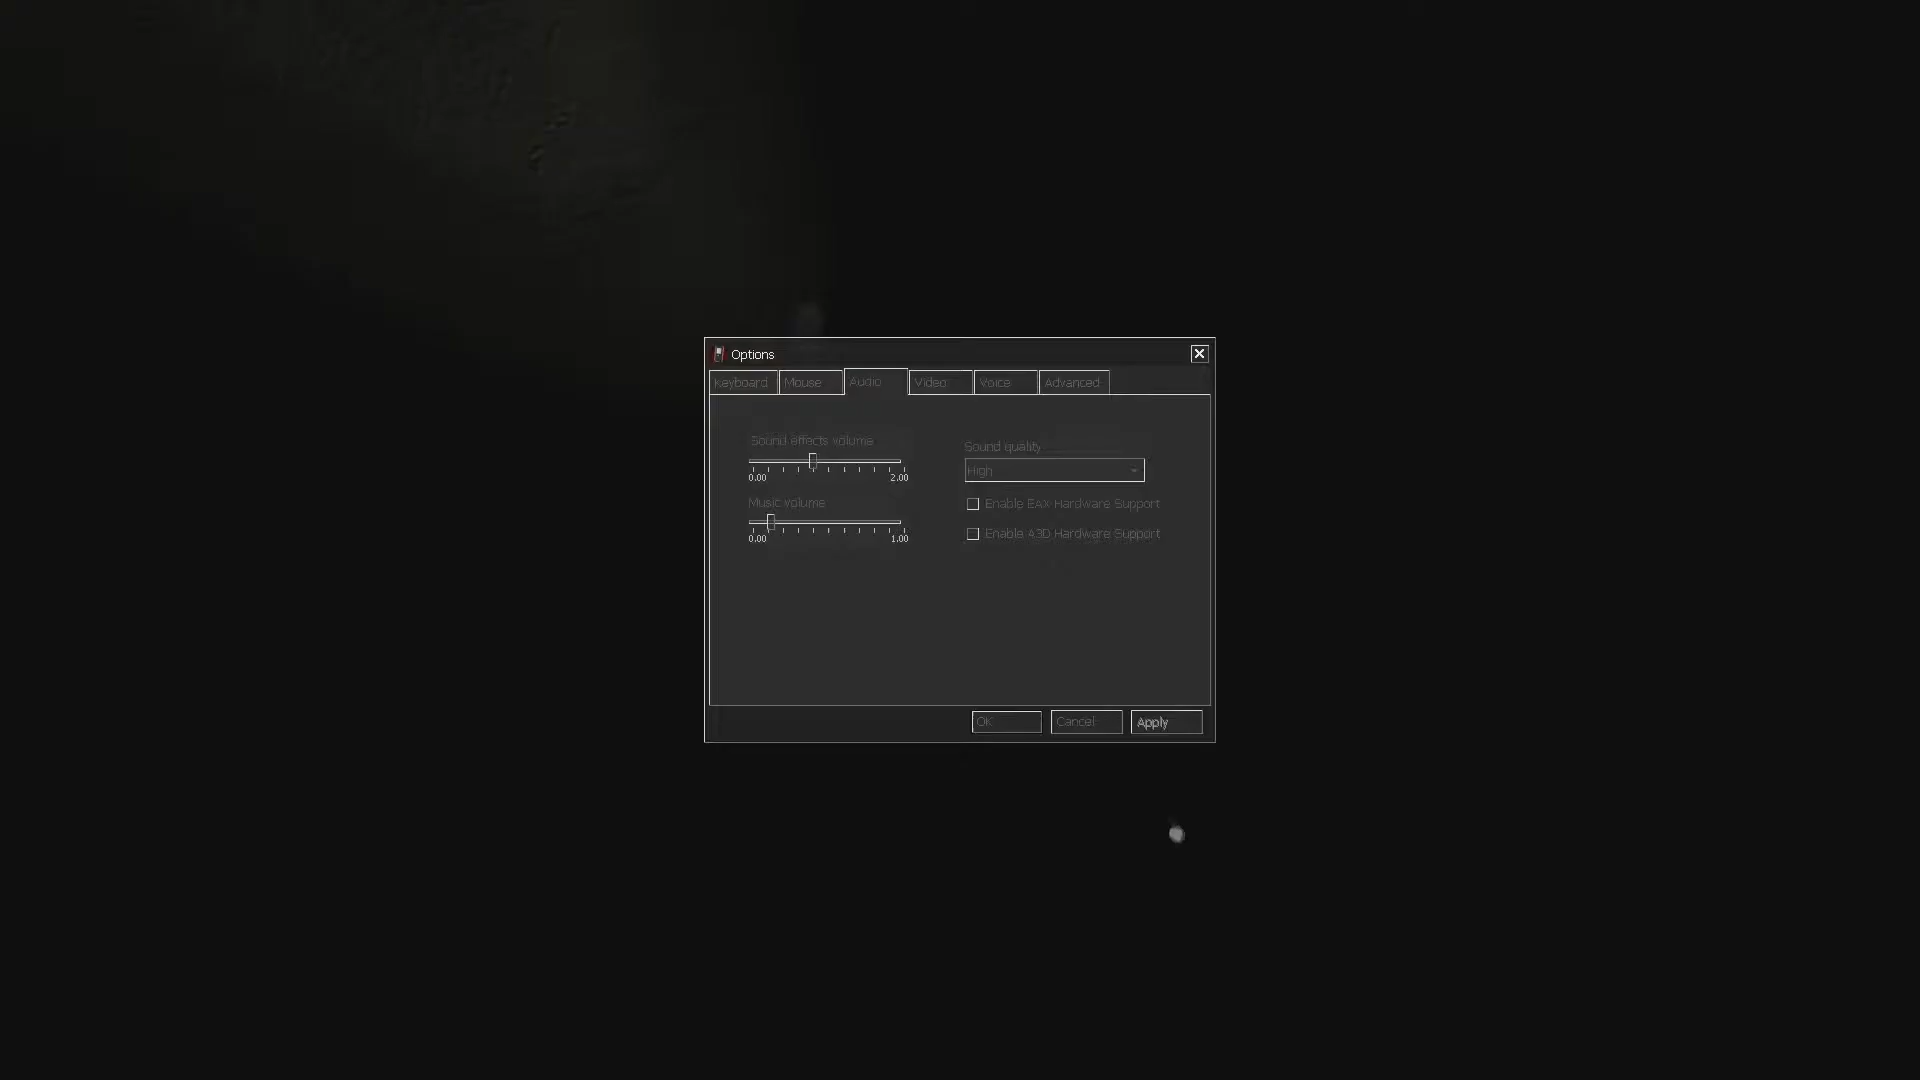 Options
Keyboard Mouse Audio Video Voice Advanced
Sound effects volume
0.00 2.00
Music volume
0.00 1.00
Sound quality
High
Enable EAX Hardware Support
Enable A3D Hardware Support
OK Cancel Apply